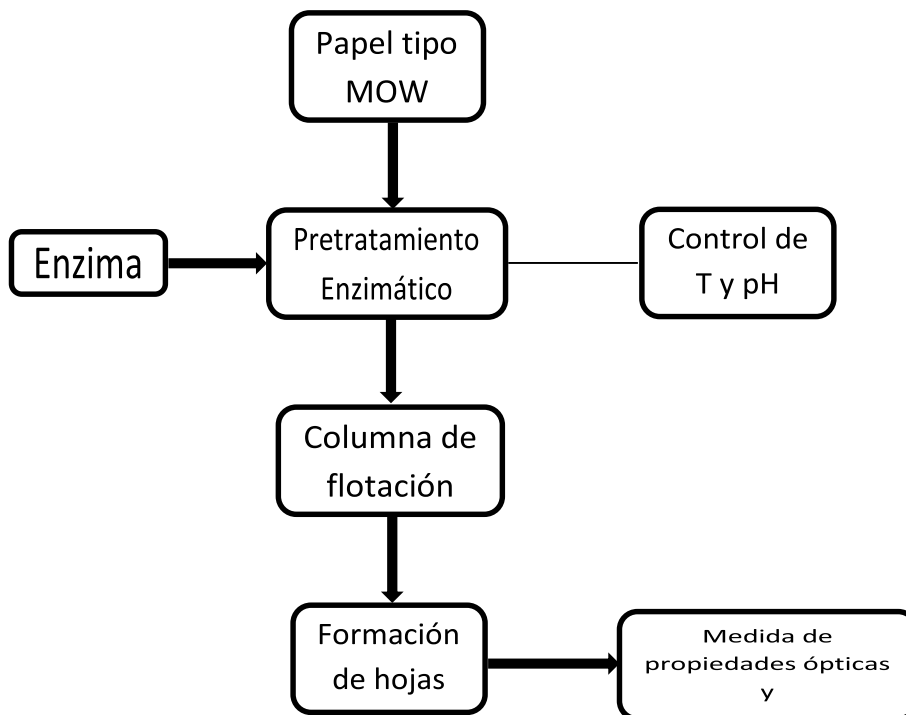 Papel tipo
MOW
Enzima
Pretratamiento
Enzimático
Control de
T y pH
Columna de
flotación
Formación
de hojas
Medida de
propiedades ópticas
y